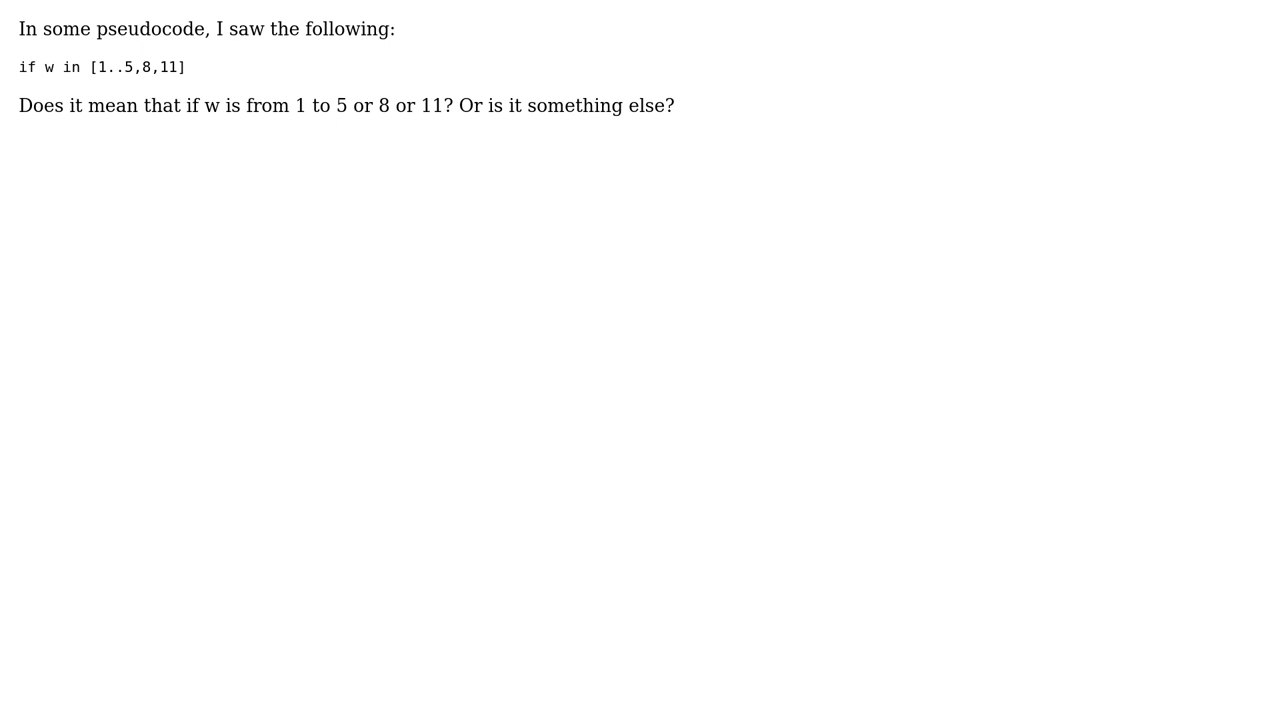 In some pseudocode, I saw the following:
if w in [1..5,8,11]
Does it mean that if w is from 1 to 5 or 8 or 11? Or is it something else?